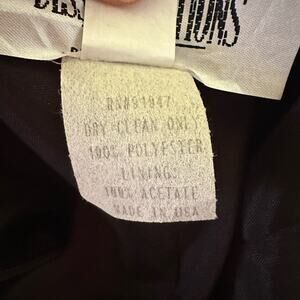 RN#91947
DRY CLEAN ONLY
100% POLYESTER
LINING:
100% ACETATE
MADE IN USA